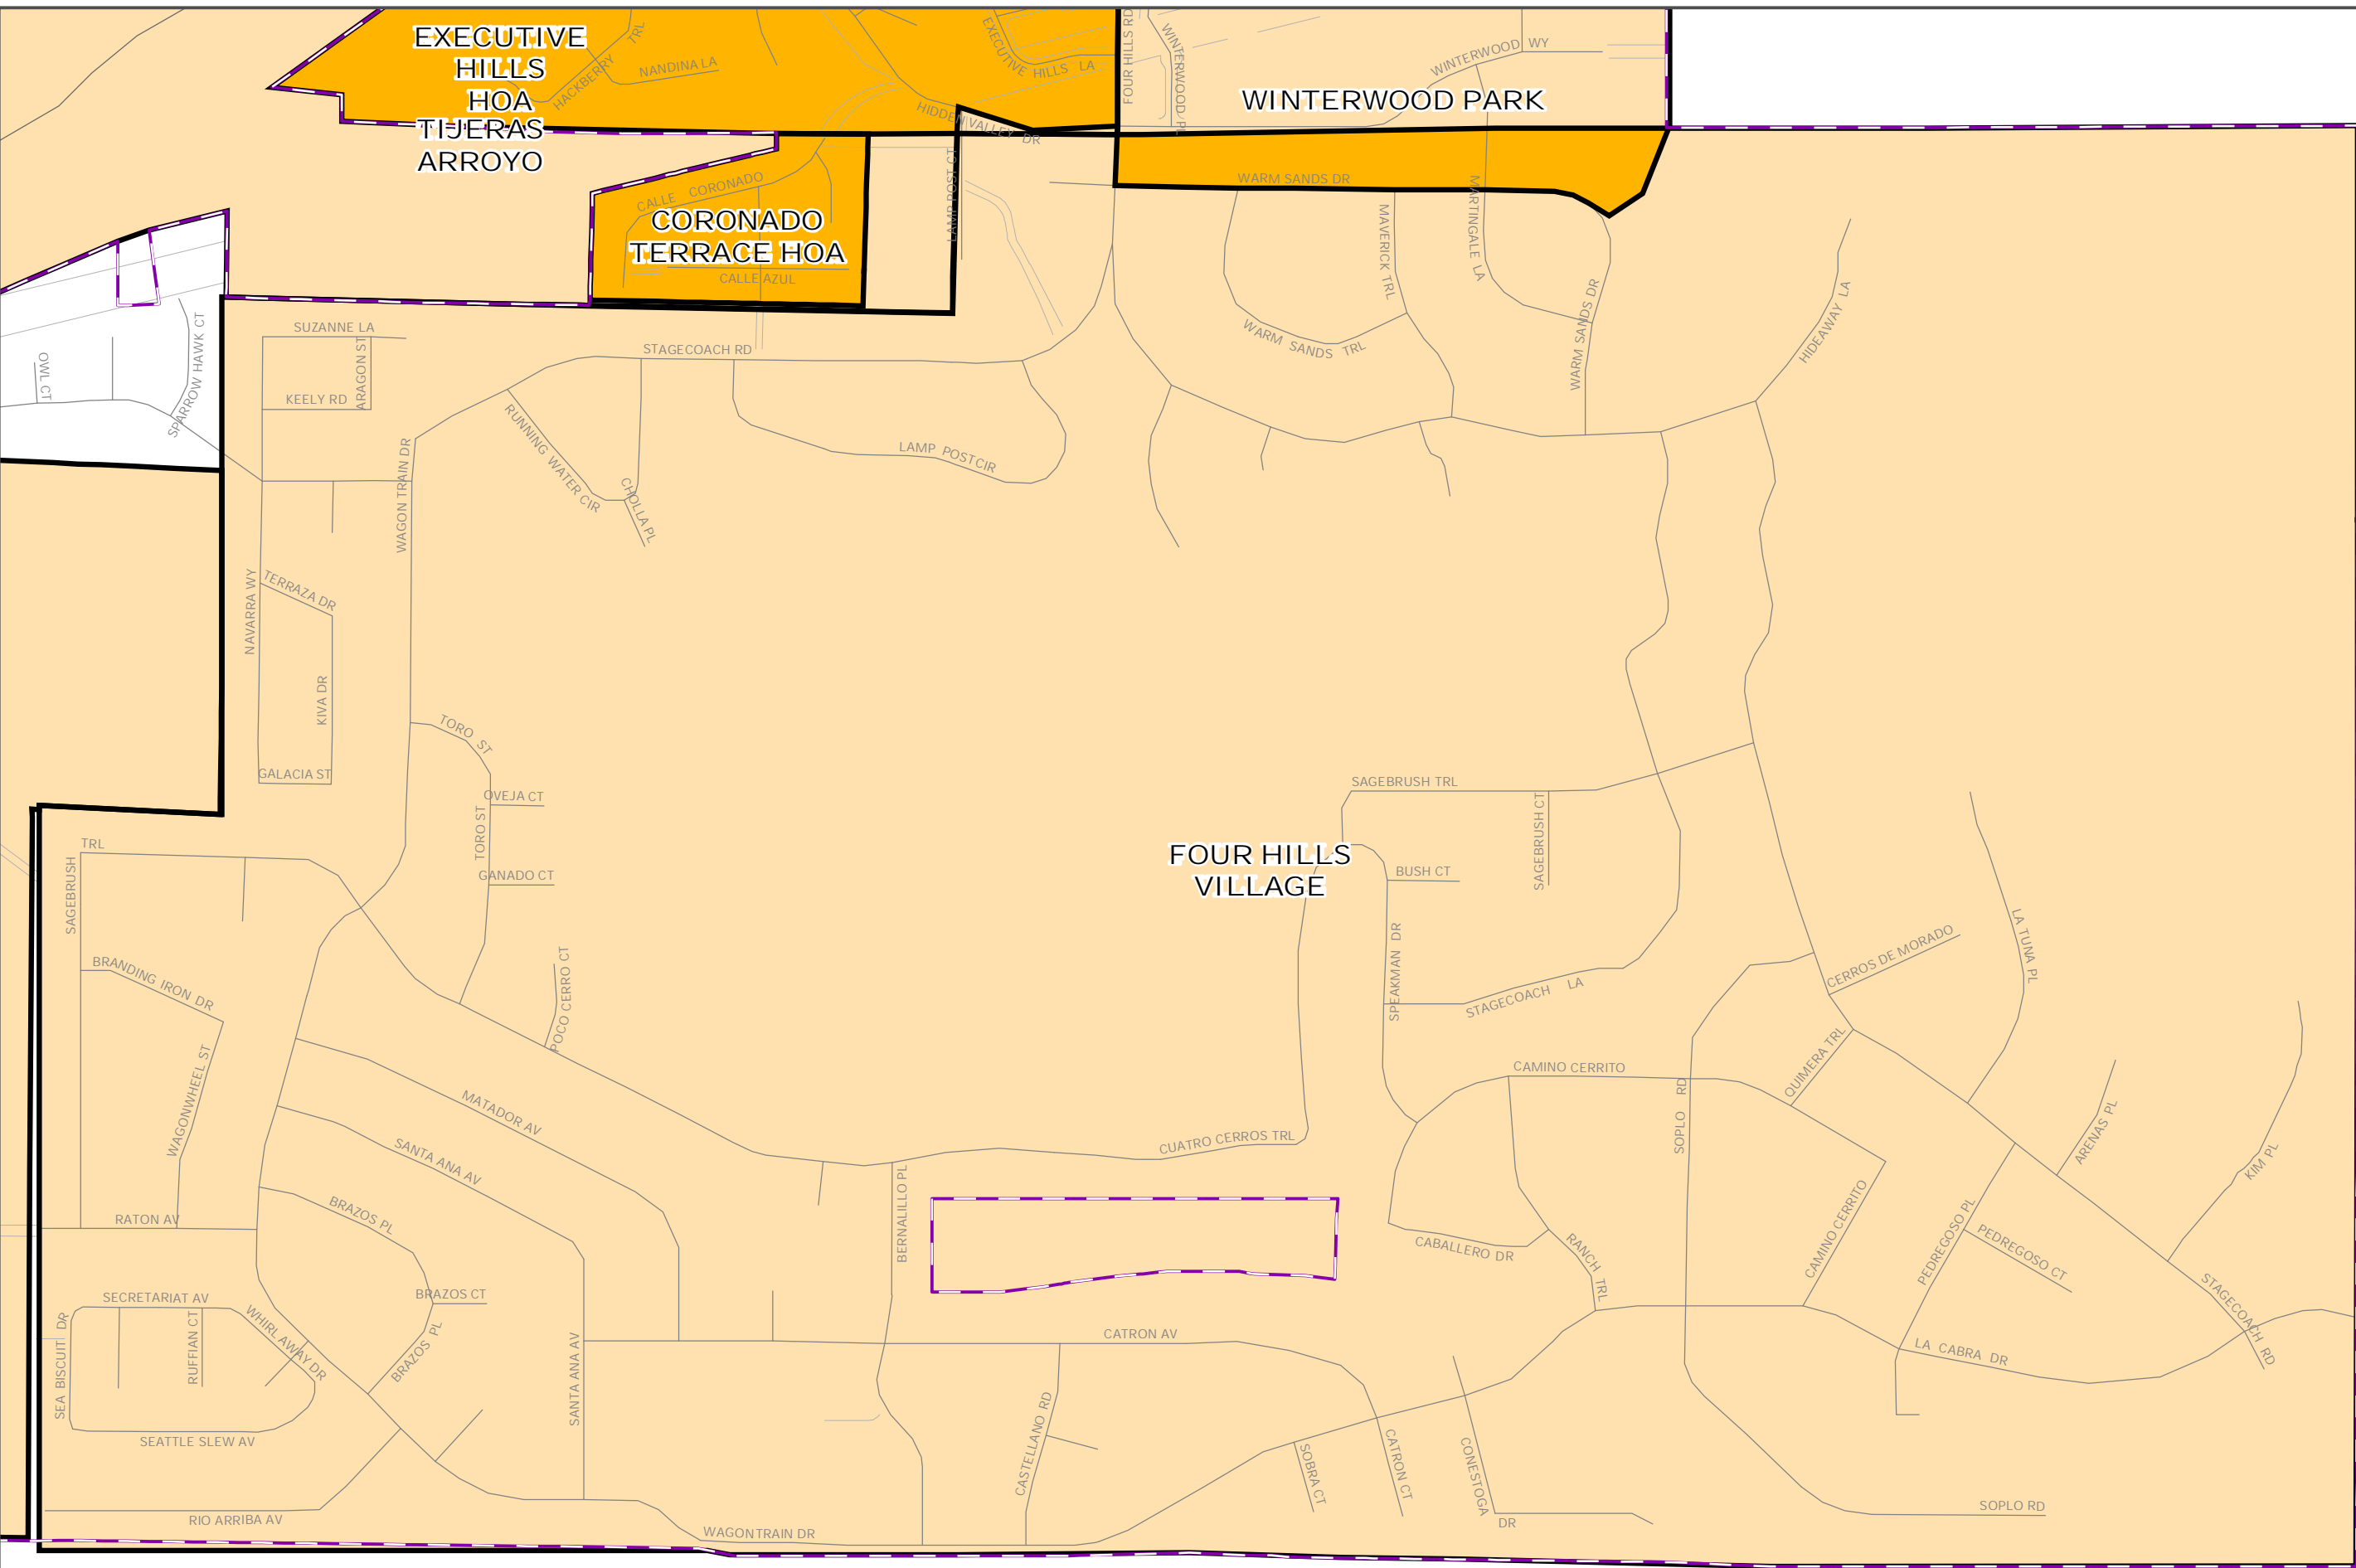 EXECUTIVE
HILLS
HOA
TIJERAS
ARROYO
HACKBERRY TRL
NANDINA LA
EXECUTIVE HILLS LA
HIDDEN VALLEY DR
FOUR HILLS RD
WINTERWOOD PL
WINTERWOOD WY
WINTERWOOD PARK
CALLE CORONADO
CORONADO
TERRACE HOA
CALLE AZUL
LAMP POST CT
WARM SANDS DR
MAVERICK TRL
MARTINGALE LA
WARM SANDS TRL
WARM SANDS DR
HIDEAWAY LA
OWL CT
SPARROW HAWK CT
SUZANNE LA
ARAGON ST
KEELY RD
STAGECOACH RD
WAGON TRAIN DR
RUNNING WATER CIR
CHOLLA PL
LAMP POST CIR
NAVARRA WY
TERRAZA DR
KIVA DR
GALACIA ST
TORO ST
OVEJA CT
TORO ST
GANADO CT
SAGEBRUSH TRL
SAGEBRUSH CT
FOUR HILLS
VILLAGE
BUSH CT
SPEAKMAN DR
STAGECOACH LA
SAGEBRUSH TRL
BRANDING IRON DR
WAGONWHEEL ST
POCO CERRO CT
CERROS DE MORADO
LA TUNA PL
QUIMERA TRL
CAMINO CERRITO
SOPLO RD
MATADOR AV
SANTA ANA AV
CUATRO CERROS TRL
BERNALILLO PL
ARENAS PL
KIM PL
RATON AV
BRAZOS PL
CABALLERO DR
RANCH TRL
CAMINO CERRITO
PEDREGOSO PL
PEDREGOSO CT
SECRETARIAT AV
BRAZOS CT
BRAZOS PL
SEA BISCUIT DR
RUFFIAN CT
WHIRLAWAY DR
SANTA ANA AV
CATRON AV
LA CABRA DR
STAGECOACH RD
SEATTLE SLEW AV
CASTELLANO RD
SOBRA CT
CATRON CT
CONESTOGA DR
RIO ARRIBA AV
WAGONTRAIN DR
SOPLO RD